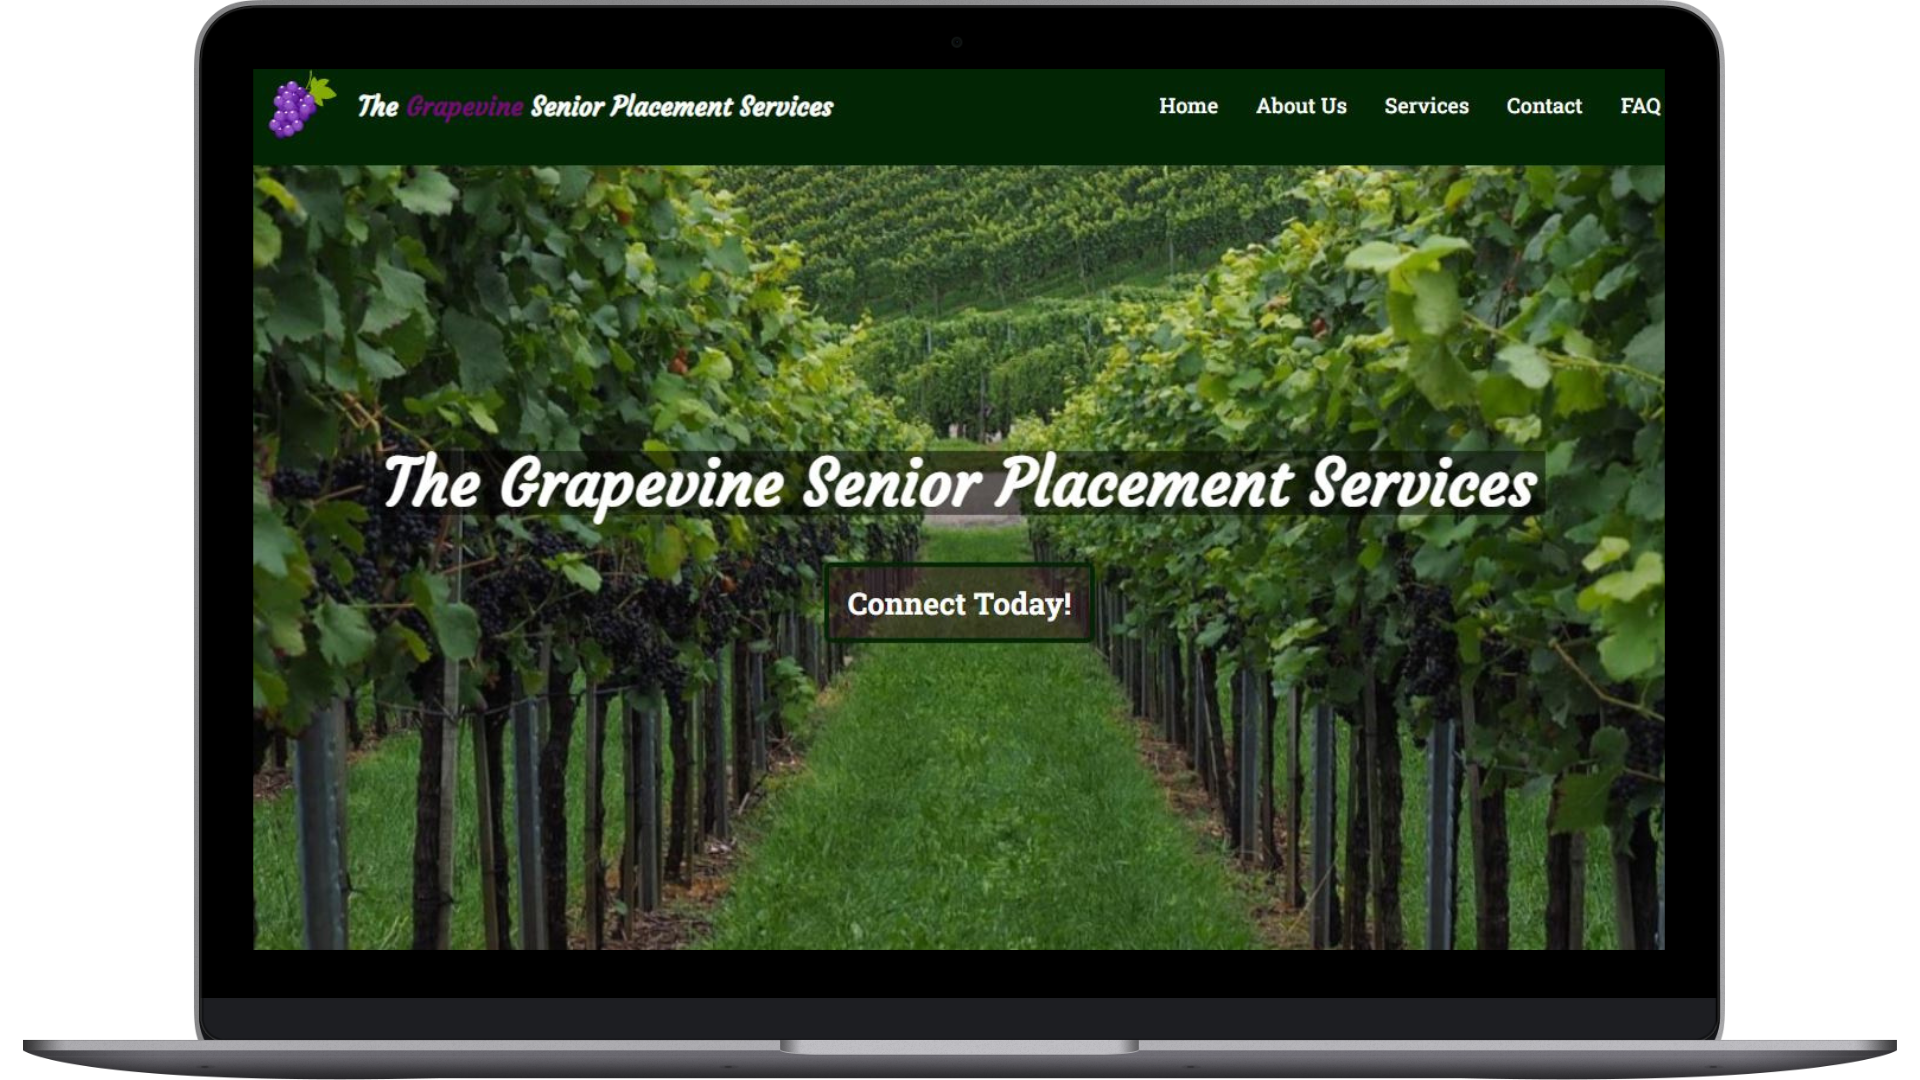 The Grapevine Senior Placement Services
Home About Us Services Contact FAQ
The Grapevine Senior Placement Services
Connect Today!